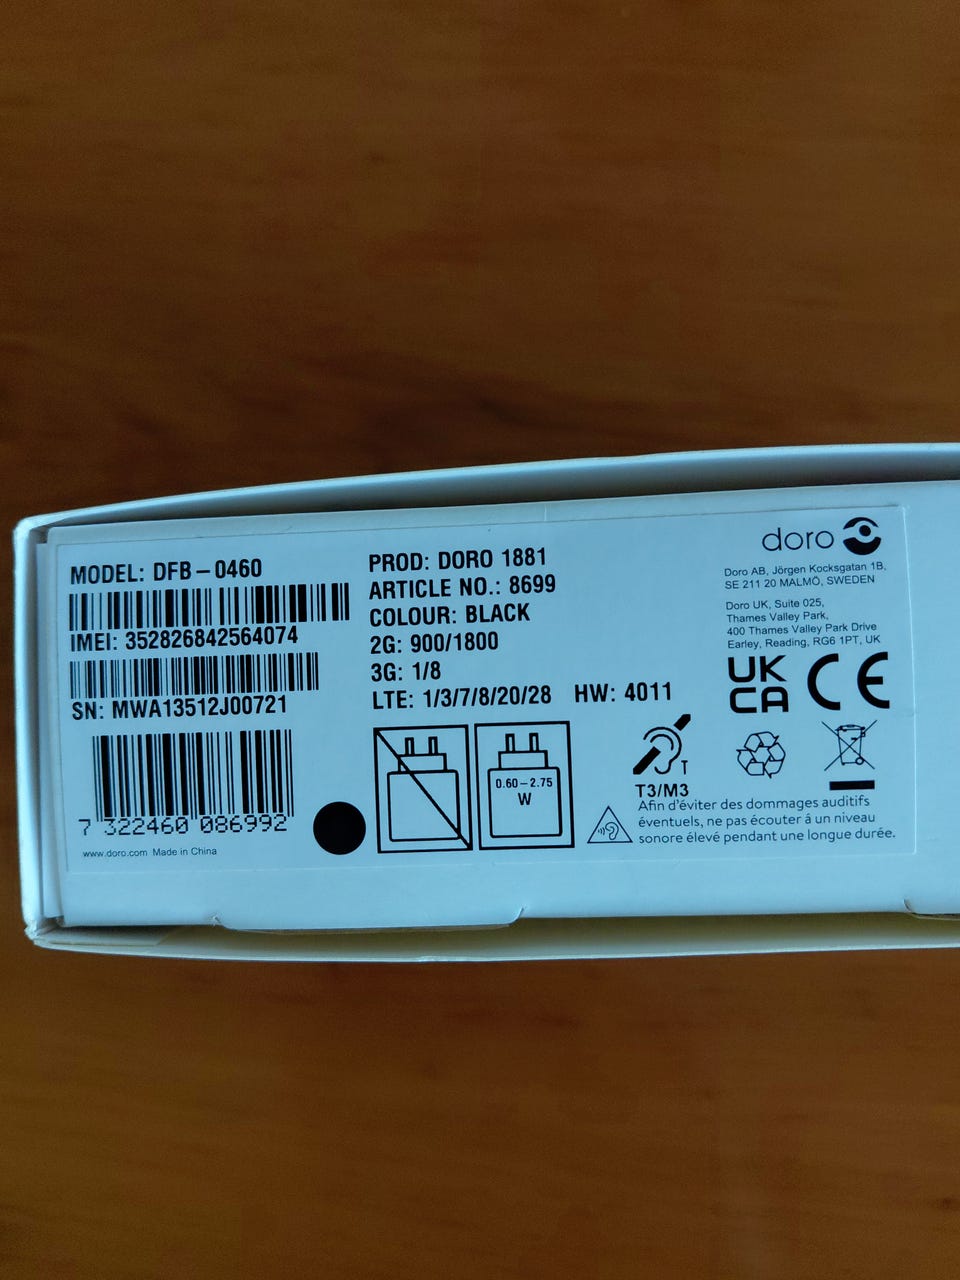 MODEL: DFB-0460
IMEI: 352826842564074
SN: MWA13512J00721
7 322460 086992
www.doro.com Made in China
PROD: DORO 1881
ARTICLE NO.: 8699
COLOUR: BLACK
2G: 900/1800
3G: 1/8
LTE: 1/3/7/8/20/28 HW: 4011
0.60-2.75
W
doro
Doro AB, Jörgen Kocksgatan 1B,
SE 211 20 MALMÖ, SWEDEN
Doro UK, Suite 025,
Thames Valley Park,
400 Thames Valley Park Drive
Earley, Reading, RG6 1PT, UK
UK
CA
CE
T
T3/M3
Afin d'éviter des dommages auditifs
éventuels, ne pas écouter á un niveau
sonore élevé pendant une longue durée.